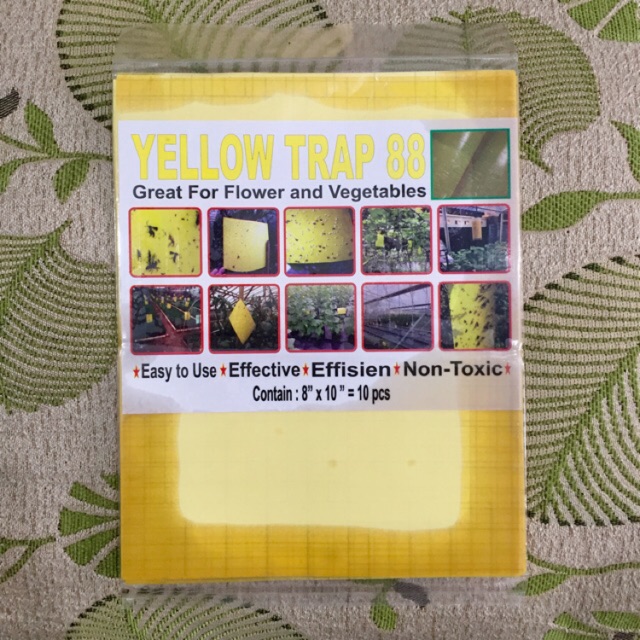 YELLOW TRAP 88
Great For Flower and Vegetables
★Easy to Use ★Effective★Effisien★Non-Toxic★
Contain : 8” x 10 ” = 10 pcs